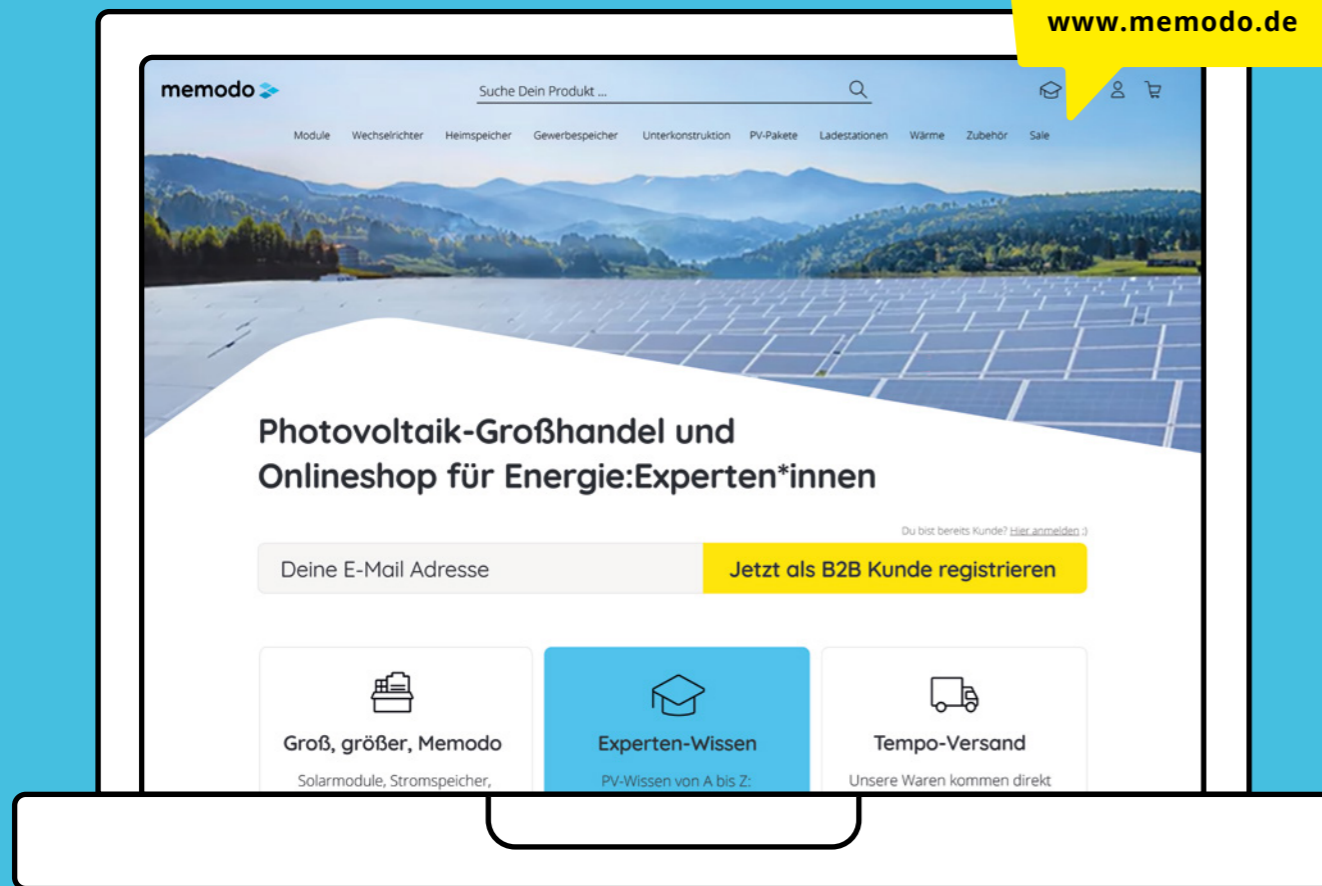 www.memodo.de
memodo
Suche Dein Produkt ...
Module Wechselrichter Heimspeicher Gewerbespeicher Unterkonstruktion PV-Pakete Ladestationen Wärme Zubehör Sale
Photovoltaik-Großhandel und
Onlineshop für Energie:Experten*innen
Du bist bereits Kunde? Hier anmelden :)
Deine E-Mail Adresse
Jetzt als B2B Kunde registrieren
Groß, größer, Memodo
Solarmodule, Stromspeicher,
Experten-Wissen
PV-Wissen von A bis Z:
Tempo-Versand
Unsere Waren kommen direkt